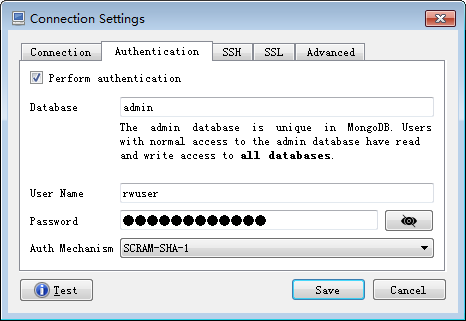 Connection Settings
Connection Authentication SSH SSL Advanced
Perform authentication
Database admin
The admin database is unique in MongoDB. Users
with normal access to the admin database have read
and write access to all databases.
User Name rwuser
Password ●●●●●●●●●●●●
Auth Mechanism SCRAM-SHA-1
Test Save Cancel